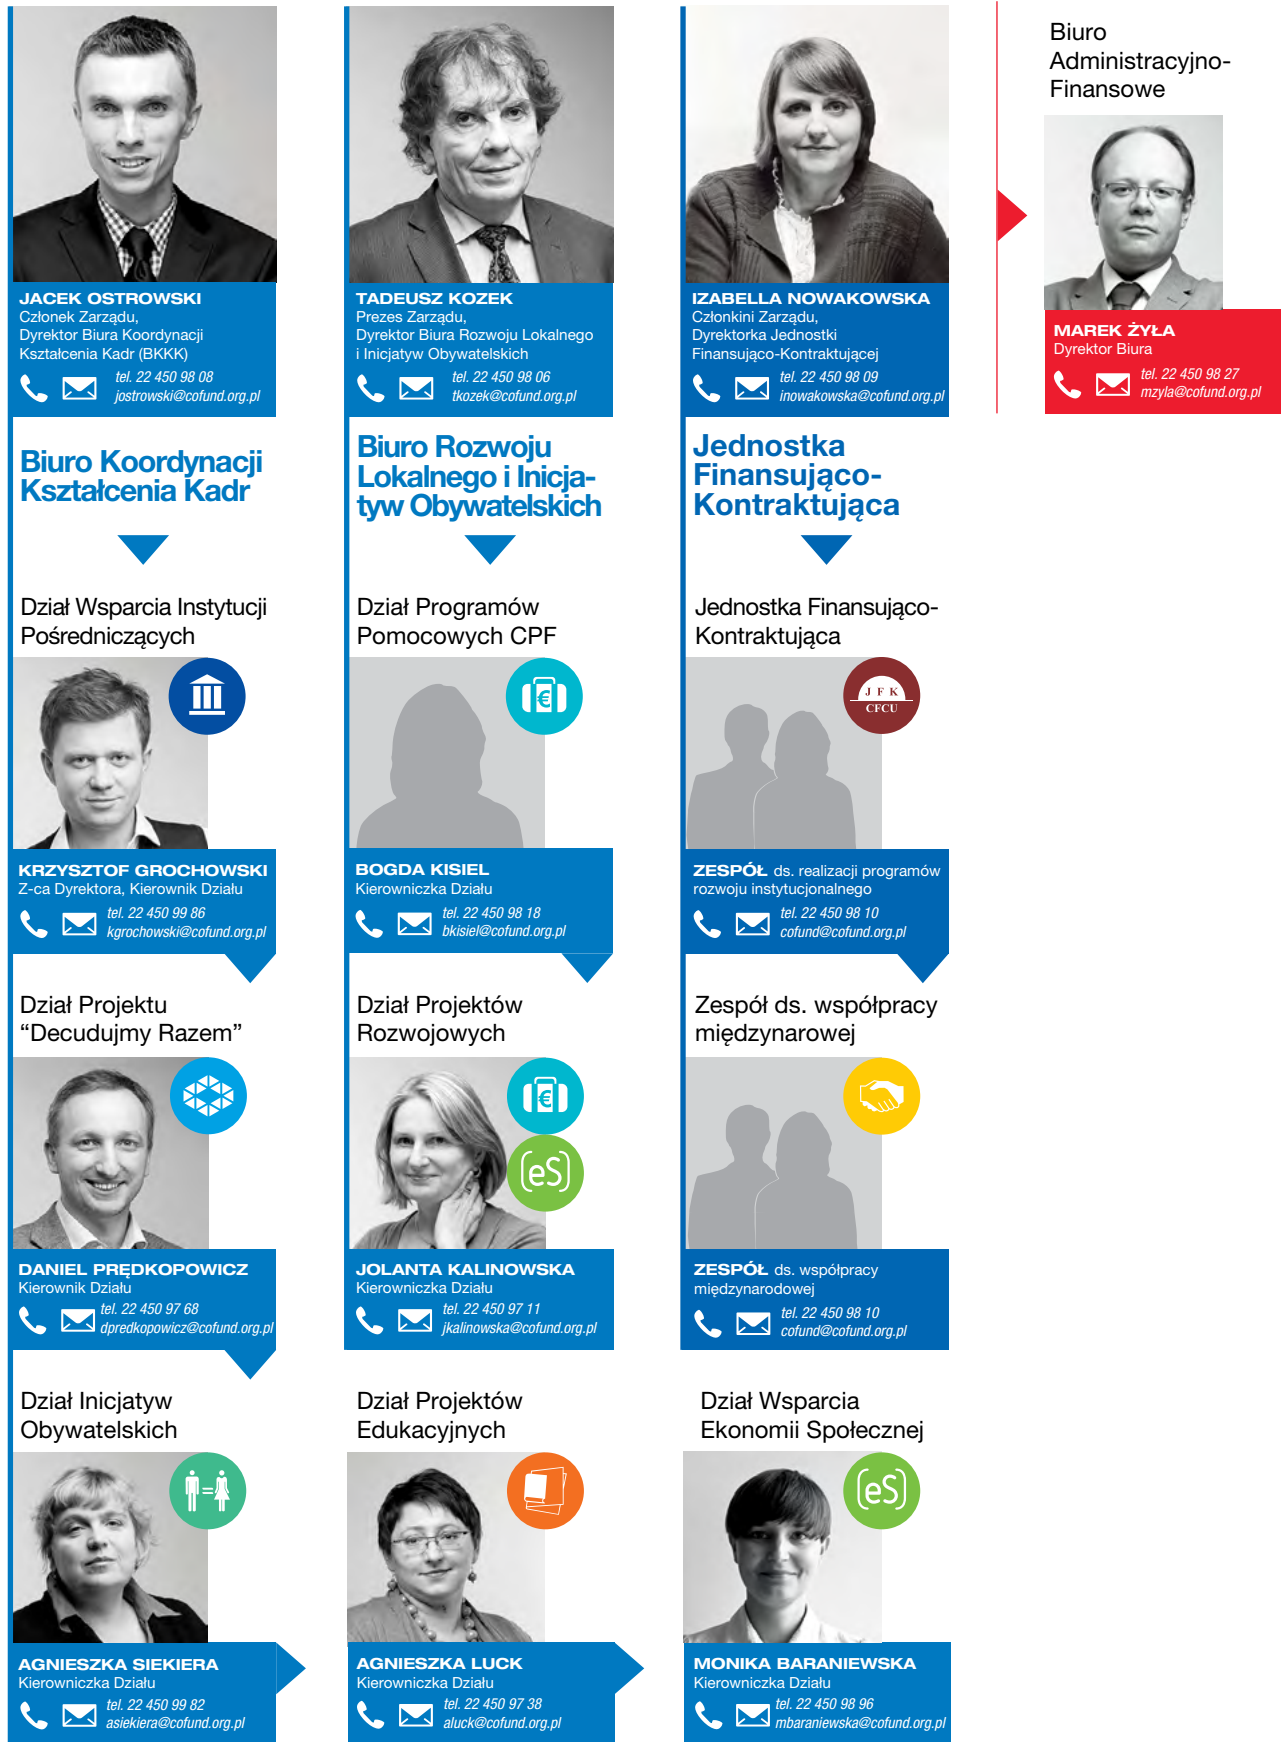 JACEK OSTROWSKI
Członek Zarządu,
Dyrektor Biura Koordynacji
Kształcenia Kadr (BKKK)
tel. 22 450 98 08
jostrowski@cofund.org.pl
TADEUSZ KOZEK
Prezes Zarządu,
Dyrektor Biura Rozwoju Lokalnego
i Inicjatyw Obywatelskich
tel. 22 450 98 06
tkozek@cofund.org.pl
IZABELLA NOWAKOWSKA
Członkini Zarządu,
Dyrektorka Jednostki
Finansująco-Kontraktującej
tel. 22 450 98 09
inowakowska@cofund.org.pl
Biuro
Administracyjno-
Finansowe
MAREK ŻYŁA
Dyrektor Biura
tel. 22 450 98 27
mzyla@cofund.org.pl
Biuro Koordynacji
Kształcenia Kadr
Biuro Rozwoju
Lokalnego i Inicja-
tyw Obywatelskich
Jednostka
Finansująco-
Kontraktująca
Dział Wsparcia Instytucji
Pośredniczących
KRZYSZTOF GROCHOWSKI
Z-ca Dyrektora, Kierownik Działu
tel. 22 450 99 86
kgrochowski@cofund.org.pl
Dział Programów
Pomocowych CPF
€
BOGDA KISIEL
Kierowniczka Działu
tel. 22 450 98 18
bkisiel@cofund.org.pl
Jednostka Finansująco-
Kontraktująca
J F K
CFCU
ZESPÓŁ ds. realizacji programów
rozwoju instytucjonalnego
tel. 22 450 98 10
cofund@cofund.org.pl
Dział Projektu
“Decudujmy Razem”
DANIEL PRĘDKOPOWICZ
Kierownik Działu
tel. 22 450 97 68
dpredkopowicz@cofund.org.pl
Dział Projektów
Rozwojowych
€
(eS)
JOLANTA KALINOWSKA
Kierowniczka Działu
tel. 22 450 97 11
jkalinowska@cofund.org.pl
Zespół ds. współpracy
międzynarowej
ZESPÓŁ ds. współpracy
międzynarodowej
tel. 22 450 98 10
cofund@cofund.org.pl
Dział Inicjatyw
Obywatelskich
=
AGNIESZKA SIEKIERA
Kierowniczka Działu
tel. 22 450 99 82
asiekiera@cofund.org.pl
Dział Projektów
Edukacyjnych
AGNIESZKA LUCK
Kierowniczka Działu
tel. 22 450 97 38
aluck@cofund.org.pl
Dział Wsparcia
Ekonomii Społecznej
(eS)
MONIKA BARANIEWSKA
Kierowniczka Działu
tel. 22 450 98 96
mbaraniewska@cofund.org.pl